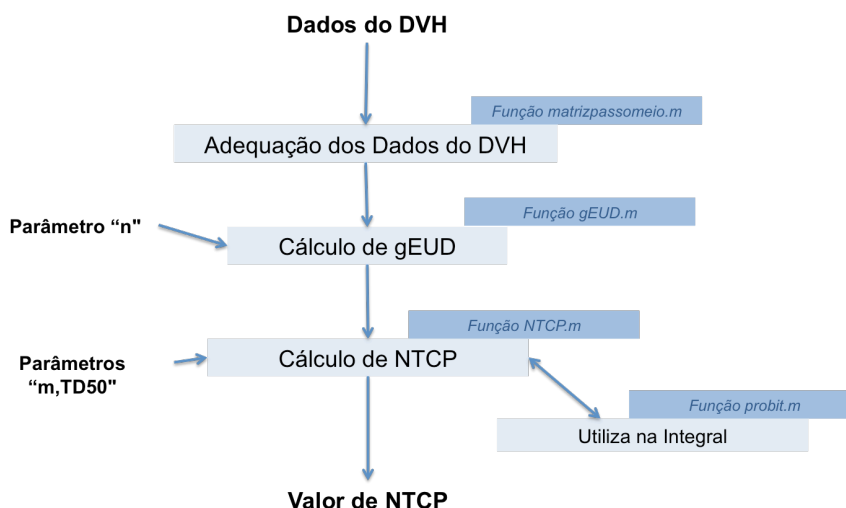 Dados do DVH
Função matrizpassomeio.m
Adequação dos Dados do DVH
Função gEUD.m
Parâmetro “n"
Cálculo de gEUD
Função NTCP.m
Cálculo de NTCP
Parâmetros
“m,TD50"
Função probit.m
Utiliza na Integral
Valor de NTCP